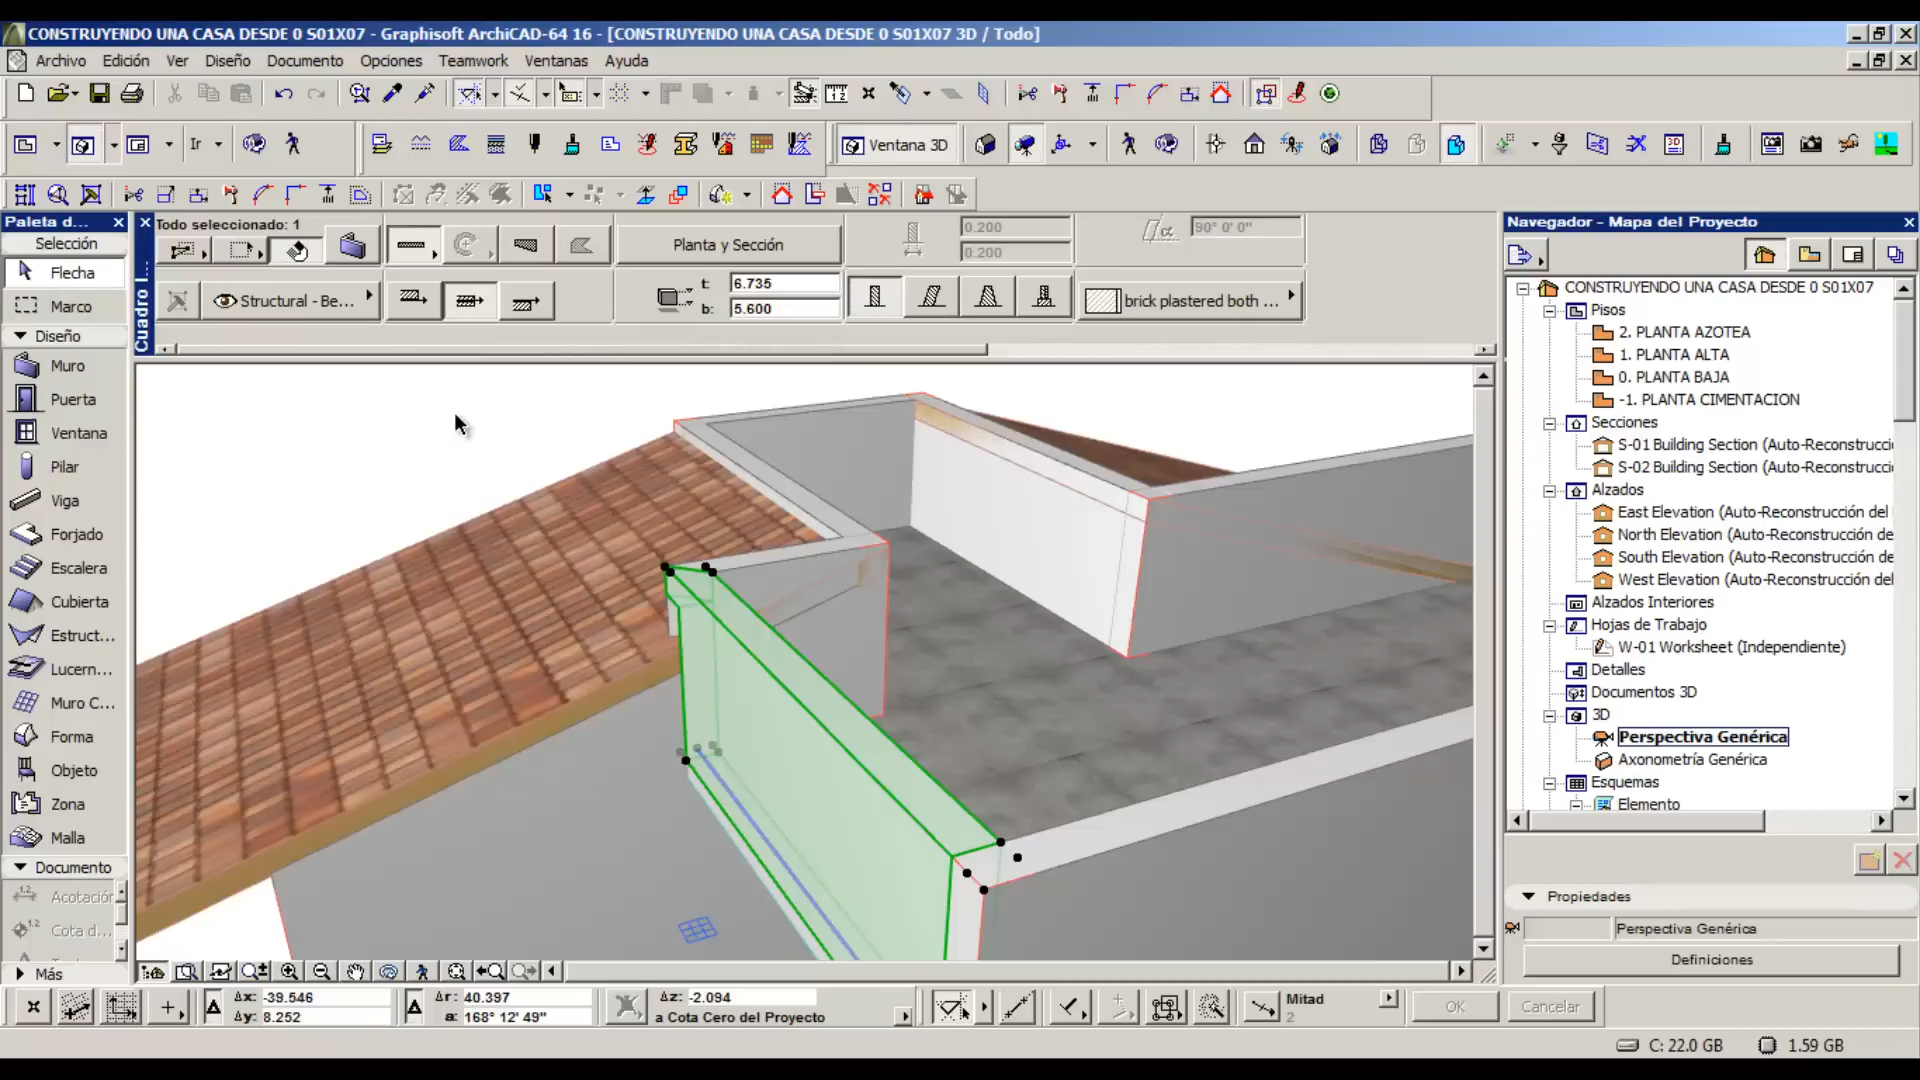 CONSTRUYENDO UNA CASA DESDE 0 S01X07 - Graphisoft ArchiCAD-64 16 - [CONSTRUYENDO UNA CASA DESDE 0 S01X07 3D / Todo]
Archivo Edición Ver Diseño Documento Opciones Teamwork Ventanas Ayuda
Ir
Ventana 3D
Paleta d...
Selección
Flecha
Marco
Diseño
Muro
Puerta
Ventana
Pilar
Viga
Forjado
Escalera
Cubierta
Estruct...
Lucern...
Muro C...
Forma
Objeto
Zona
Malla
Documento
Acotación
Cota d...
Más
Cuadro I...
Todo seleccionado: 1
Structural - Be...
Planta y Sección
t: 6.735
b: 5.600
0.200
0.200
90° 0' 0"
brick plastered both ...
Navegador - Mapa del Proyecto
CONSTRUYENDO UNA CASA DESDE 0 S01X07
Pisos
2. PLANTA AZOTEA
1. PLANTA ALTA
0. PLANTA BAJA
-1. PLANTA CIMENTACION
Secciones
S-01 Building Section (Auto-Reconstrucci
S-02 Building Section (Auto-Reconstrucci
Alzados
East Elevation (Auto-Reconstrucción del
North Elevation (Auto-Reconstrucción de
South Elevation (Auto-Reconstrucción de
West Elevation (Auto-Reconstrucción del
Alzados Interiores
Hojas de Trabajo
W-01 Worksheet (Independiente)
Detalles
Documentos 3D
3D
Perspectiva Genérica
Axonometría Genérica
Esquemas
Elemento
Propiedades
Perspectiva Genérica
Definiciones
Δx: -39.546
Δy: 8.252
Δr: 40.397
a: 168° 12' 49"
Δz: -2.094
a Cota Cero del Proyecto
Mitad
2
OK
Cancelar
C: 22.0 GB
1.59 GB